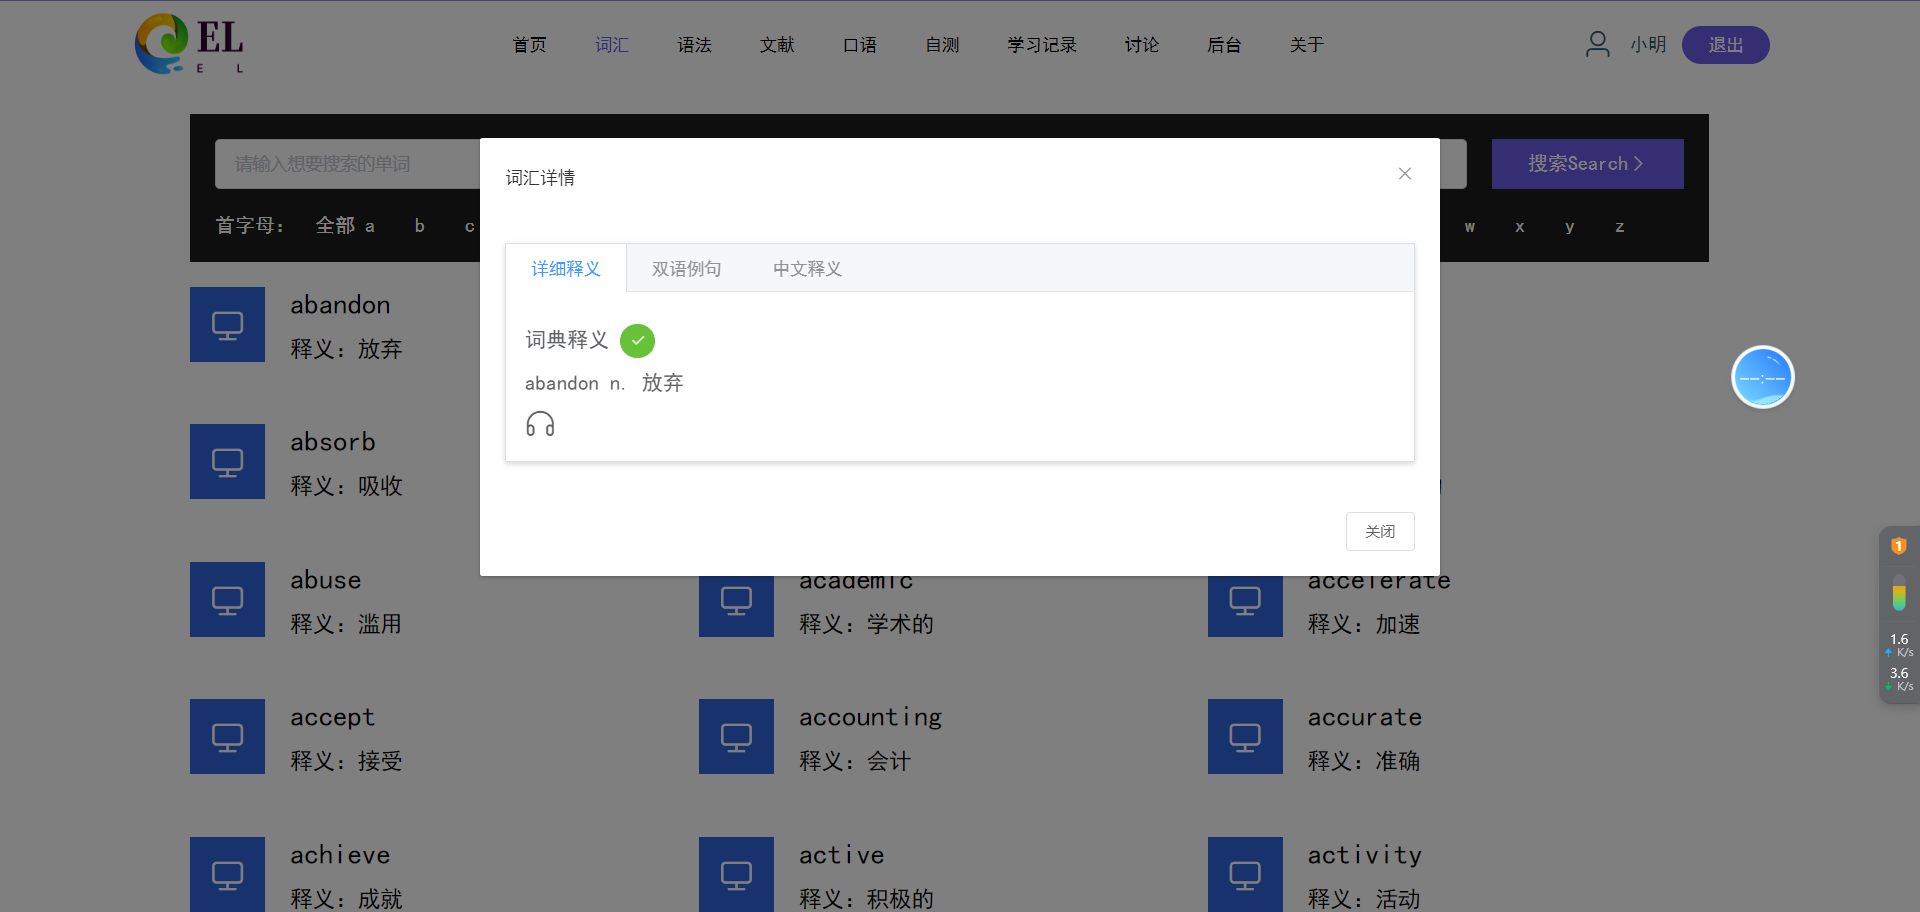 EL
E L
首页 词汇 语法 文献 口语 自测 学习记录 讨论 后台 关于
小明
退出
请输入想要搜索的单词
搜索Search
首字母： 全部 a b c
w x y z
词汇详情
详细释义 双语例句 中文释义
词典释义
abandon n. 放弃
关闭
abandon
释义：放弃
absorb
释义：吸收
abuse
释义：滥用
academic
释义：学术的
accelerate
释义：加速
accept
释义：接受
accounting
释义：会计
accurate
释义：准确
achieve
释义：成就
active
释义：积极的
activity
释义：活动
--:--
1
1.6
K/s
3.6
K/s